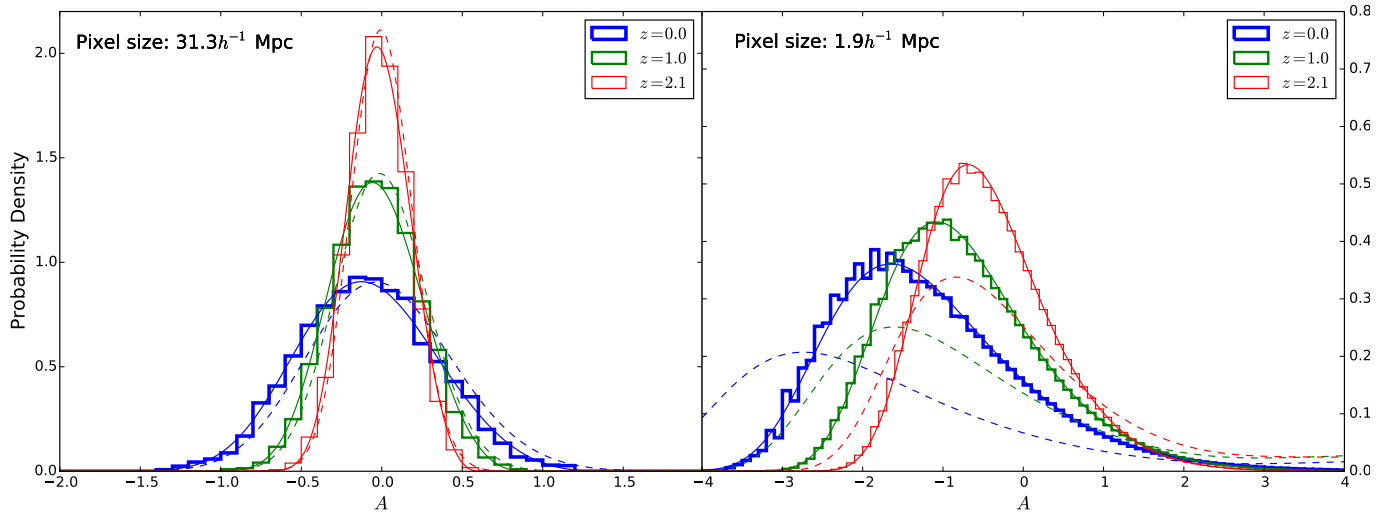 Pixel size: 31.3h⁻¹ Mpc
z=0.0
z=1.0
z=2.1
Probability Density
2.0
1.5
1.0
0.5
0.0
−2.0 −1.5 −1.0 −0.5 0.0 0.5 1.0 1.5
A
Pixel size: 1.9h⁻¹ Mpc
z=0.0
z=1.0
z=2.1
0.8
0.7
0.6
0.5
0.4
0.3
0.2
0.1
0.0
−4 −3 −2 −1 0 1 2 3 4
A